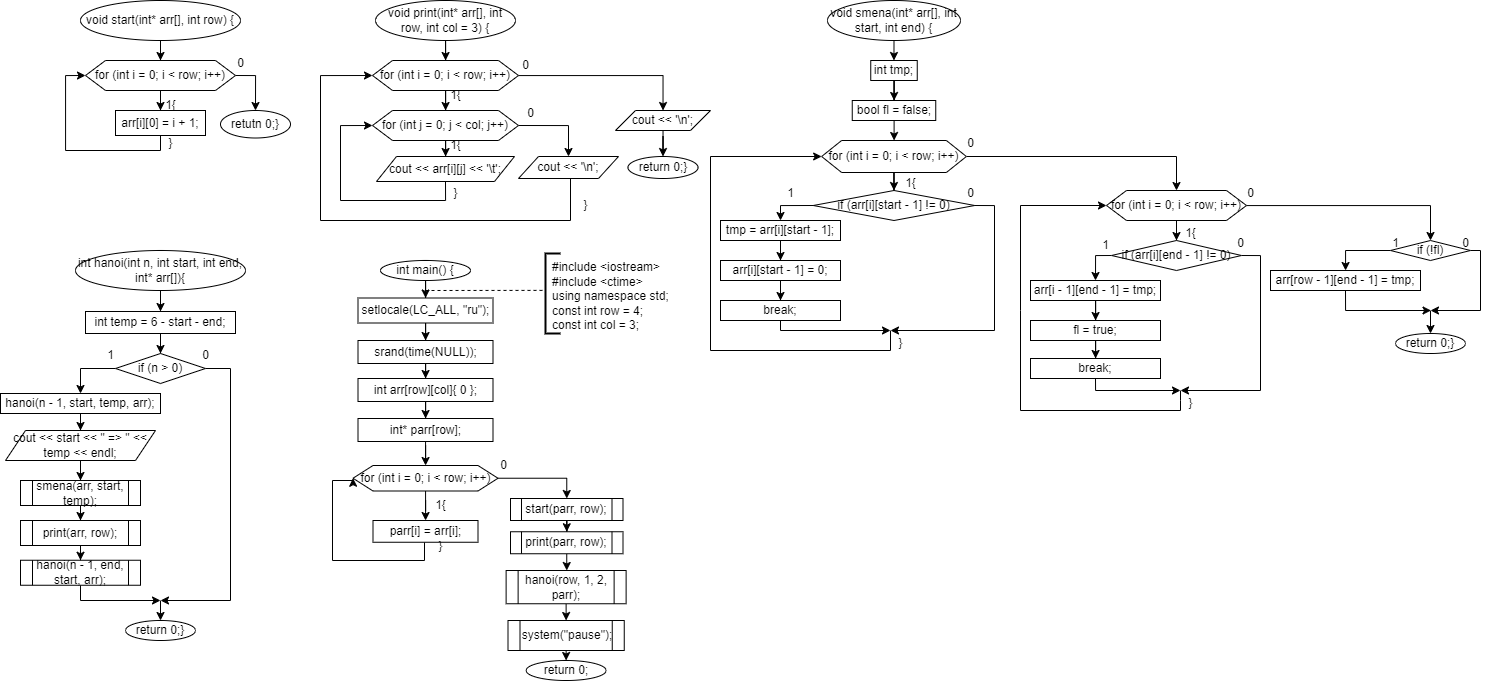 void start(int* arr[], int row) {
for (int i = 0; i < row; i++)
0
1{
arr[i][0] = i + 1;
}
retutn 0;}
void print(int* arr[], int
row, int col = 3) {
for (int i = 0; i < row; i++)
0
1{
for (int j = 0; j < col; j++)
0
1{
cout << arr[i][j] << '\t';
}
cout << '\n';
}
cout << '\n';
return 0;}
void smena(int* arr[], int
start, int end) {
int tmp;
bool fl = false;
for (int i = 0; i < row; i++)
0
1{
if (arr[i][start - 1] != 0)
1
0
tmp = arr[i][start - 1];
arr[i][start - 1] = 0;
break;
}
for (int i = 0; i < row; i++)
0
1{
if (arr[i][end - 1] != 0)
1
0
arr[i - 1][end - 1] = tmp;
fl = true;
break;
}
if (!fl)
1
0
arr[row - 1][end - 1] = tmp;
return 0;}
int hanoi(int n, int start, int end,
int* arr[]){
int temp = 6 - start - end;
if (n > 0)
1
0
hanoi(n - 1, start, temp, arr);
cout << start << " => " <<
temp << endl;
smena(arr, start,
temp);
print(arr, row);
hanoi(n - 1, end,
start, arr);
return 0;}
int main() {
#include <iostream>
#include <ctime>
using namespace std;
const int row = 4;
const int col = 3;
setlocale(LC_ALL, "ru");
srand(time(NULL));
int arr[row][col]{ 0 };
int* parr[row];
for (int i = 0; i < row; i++)
0
1{
parr[i] = arr[i];
}
start(parr, row);
print(parr, row);
hanoi(row, 1, 2,
parr);
system("pause");
return 0;